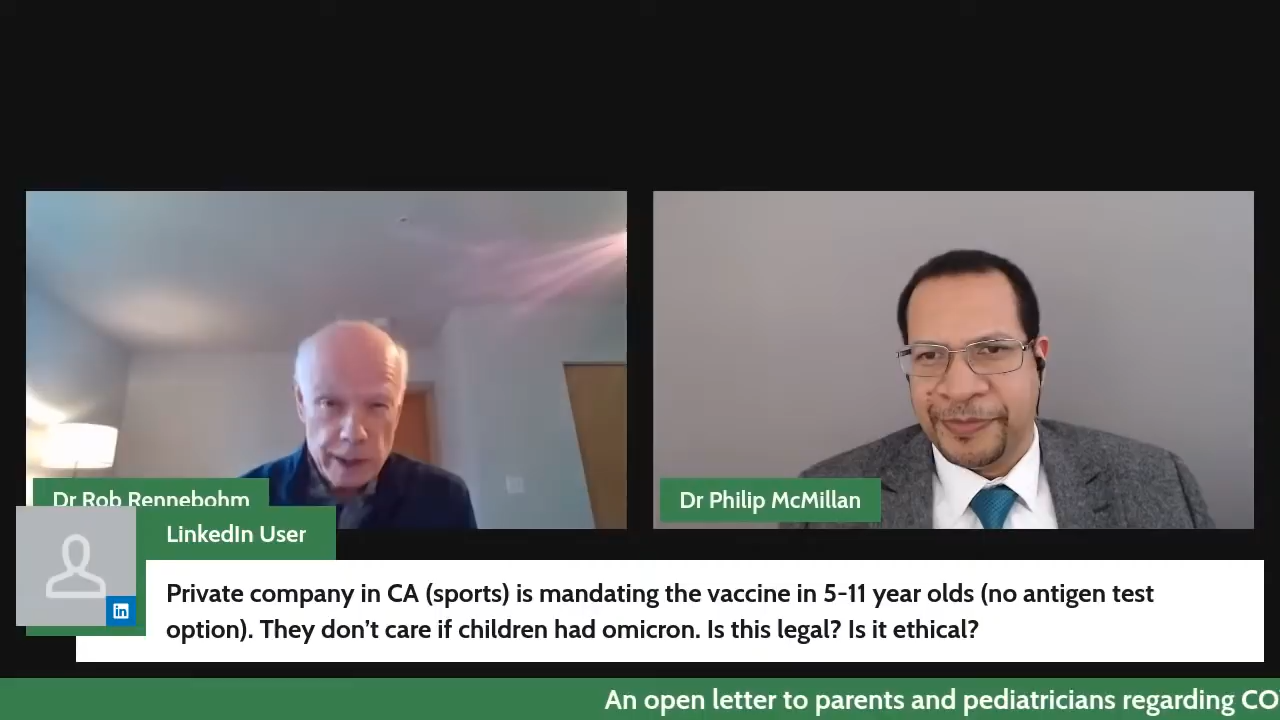 Dr Rob Rennebohm
Dr Philip McMillan
LinkedIn User
in
Private company in CA (sports) is mandating the vaccine in 5-11 year olds (no antigen test
option). They don't care if children had omicron. Is this legal? Is it ethical?
An open letter to parents and pediatricians regarding CO